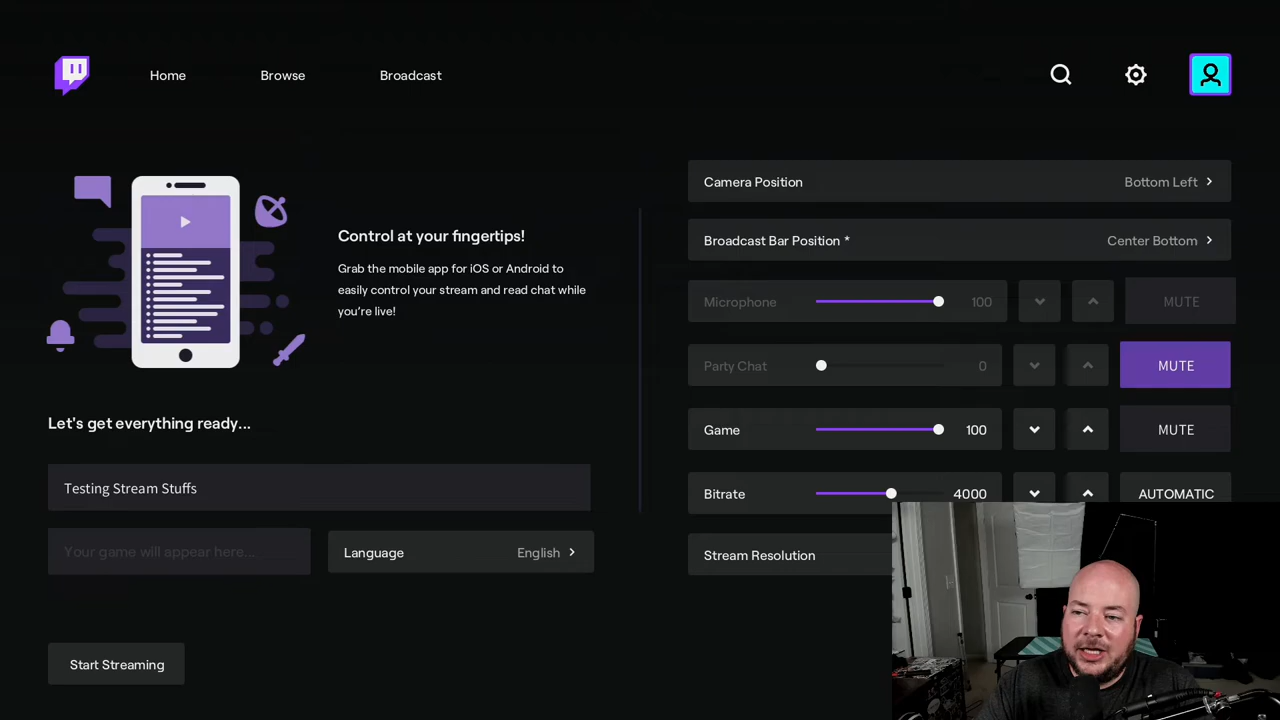 Home
Browse
Broadcast
Control at your fingertips!
Grab the mobile app for iOS or Android to
easily control your stream and read chat while
you’re live!
Let's get everything ready...
Testing Stream Stuffs
Your game will appear here...
Language English
Start Streaming
Camera Position Bottom Left
Broadcast Bar Position * Center Bottom
Microphone 100 MUTE
Party Chat 0 MUTE
Game 100 MUTE
Bitrate 4000 AUTOMATIC
Stream Resolution